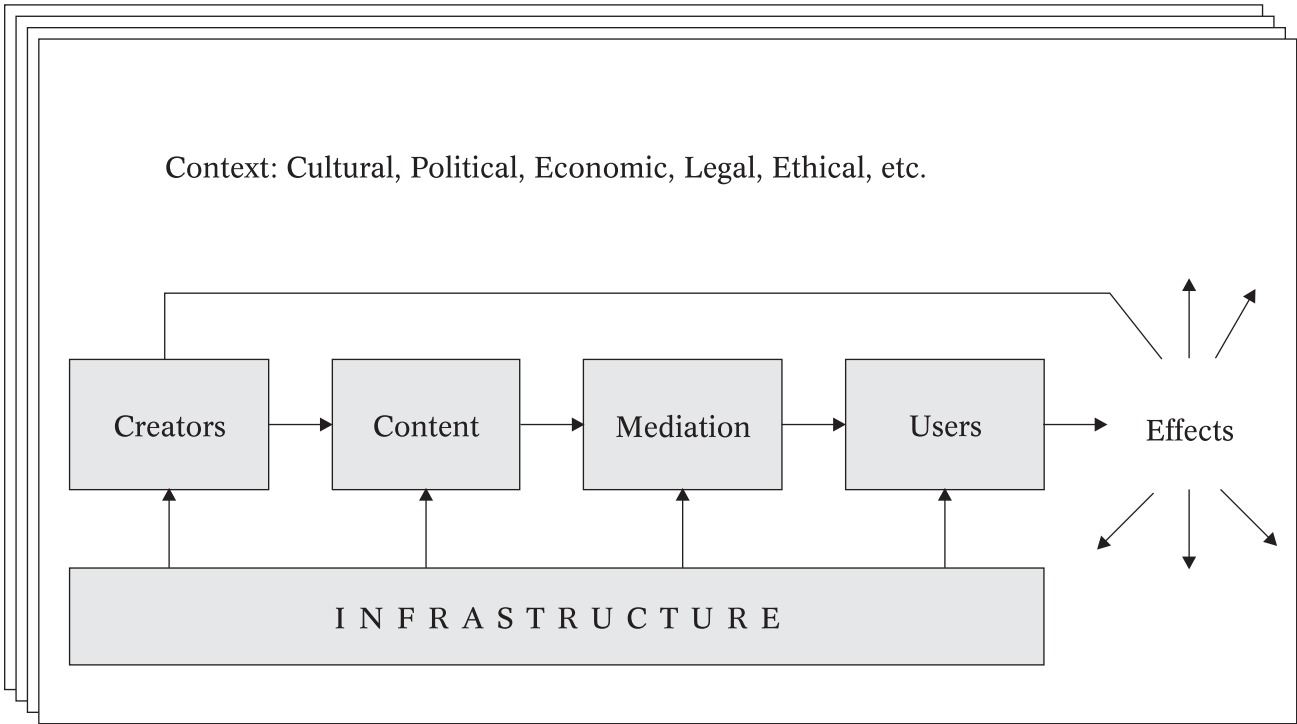 Context: Cultural, Political, Economic, Legal, Ethical, etc.
Creators
Content
Mediation
Users
Effects
INFRASTRUCTURE